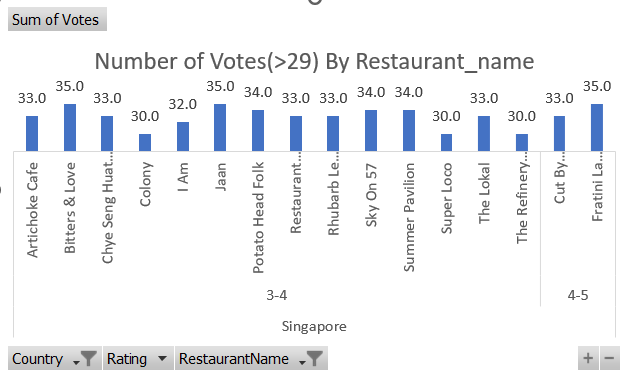 Sum of Votes
Number of Votes(>29) By Restaurant_name
33.0
35.0
33.0
30.0
32.0
35.0
34.0
33.0
33.0
34.0
34.0
30.0
33.0
30.0
33.0
35.0
Artichoke Cafe
Bitters & Love
Chye Seng Huat…
Colony
I Am
Jaan
Potato Head Folk
Restaurant…
Rhubarb Le…
Sky On 57
Summer Pavilion
Super Loco
The Lokal
The Refinery…
Cut By…
Fratini La…
3-4
4-5
Singapore
Country
Rating
RestaurantName
+ −